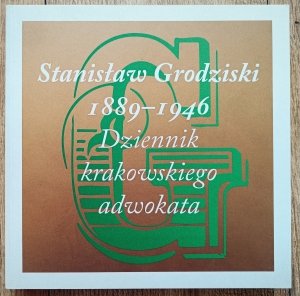 Stanisław Grodziski
1889–1946
Dziennik
krakowskiego
adwokata
G